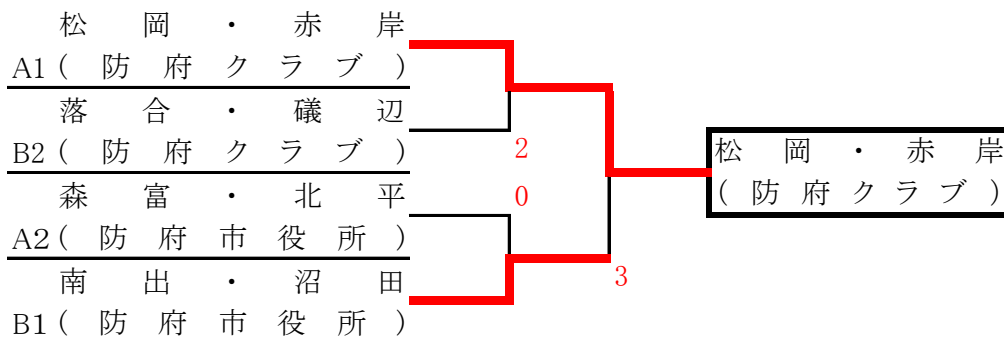 松岡・赤岸
A1(防府クラブ)
落合・礒辺
B2(防府クラブ)
2
松岡・赤岸
(防府クラブ)
森富・北平
A2(防府市役所)
0
南出・沼田
B1(防府市役所)
3